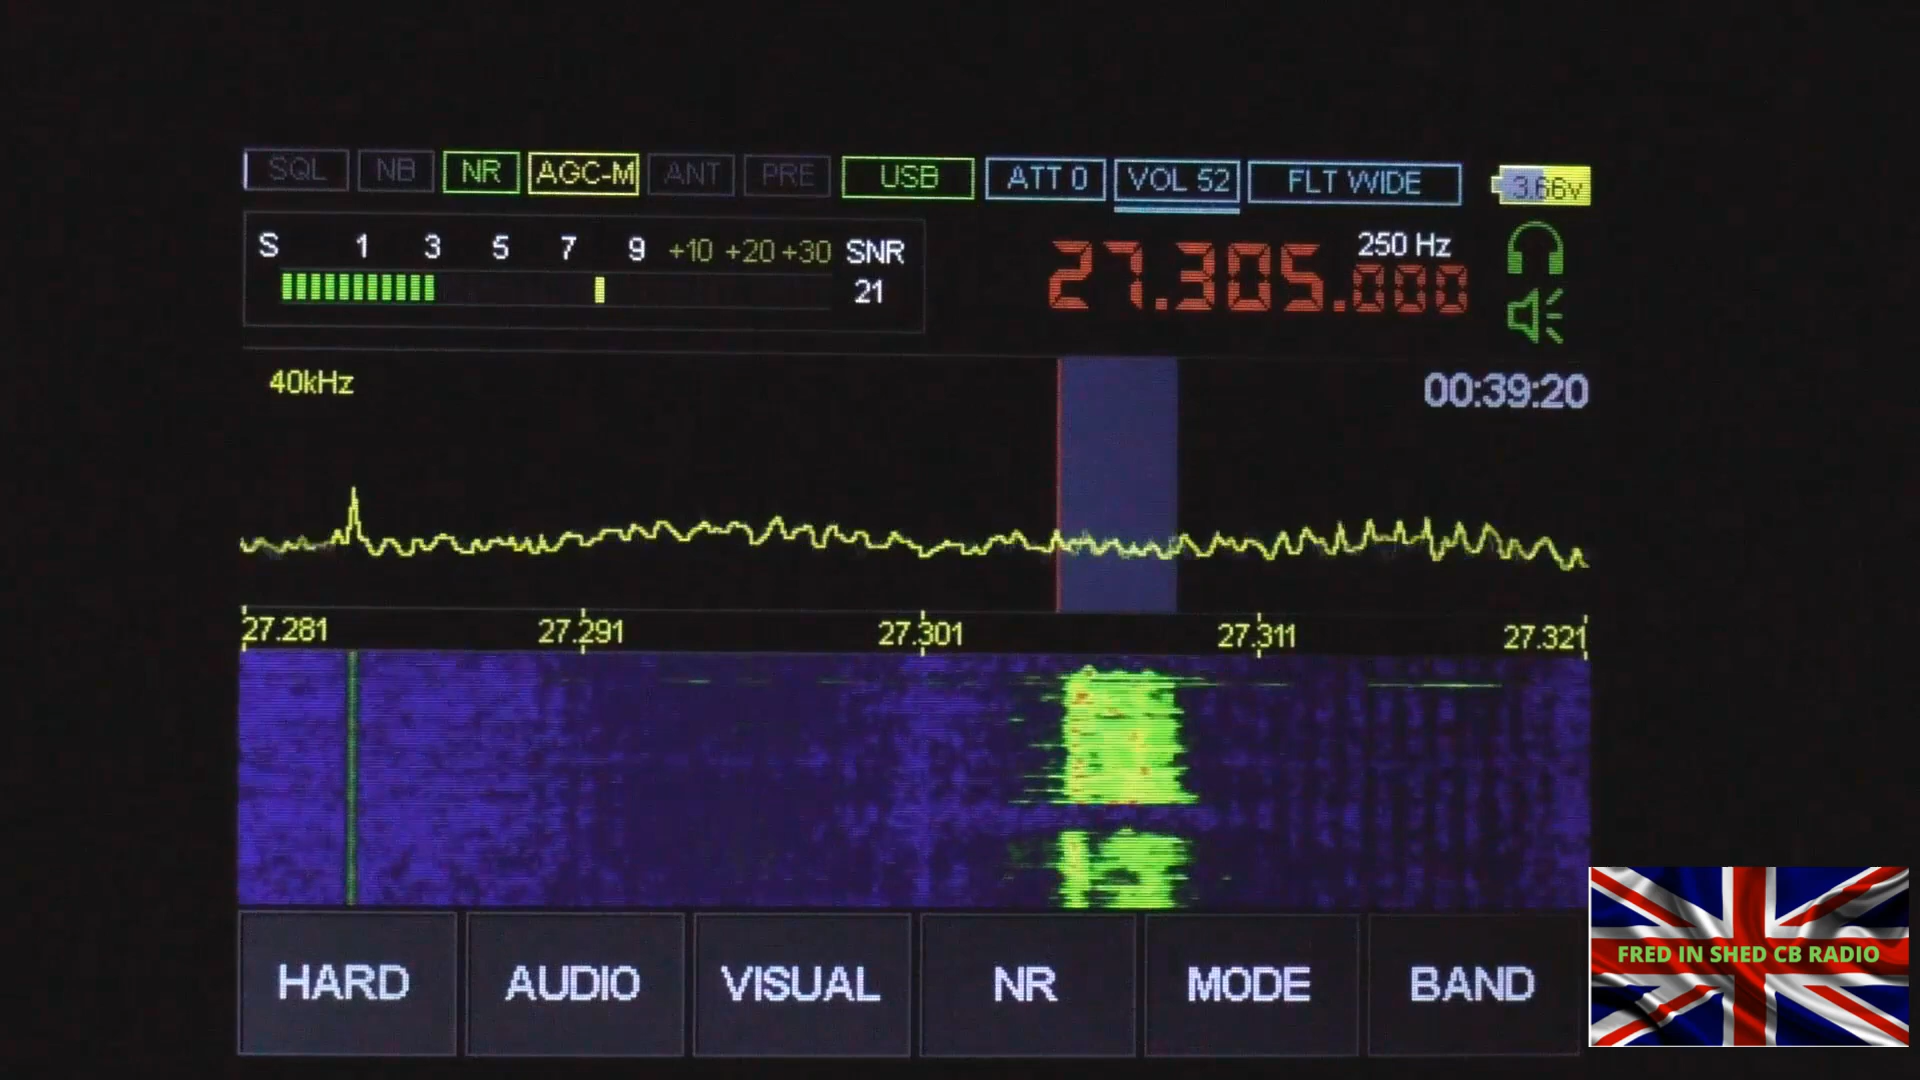 SQL NB NR AGC-M ANT PRE USB ATT 0 VOL 52 FLT WIDE 3.66v
S 1 3 5 7 9 +10 +20 +30 SNR
21
250 Hz
27.305.000
40kHz
00:39:20
27.281 27.291 27.301 27.311 27.321
HARD AUDIO VISUAL NR MODE BAND
FRED IN SHED CB RADIO